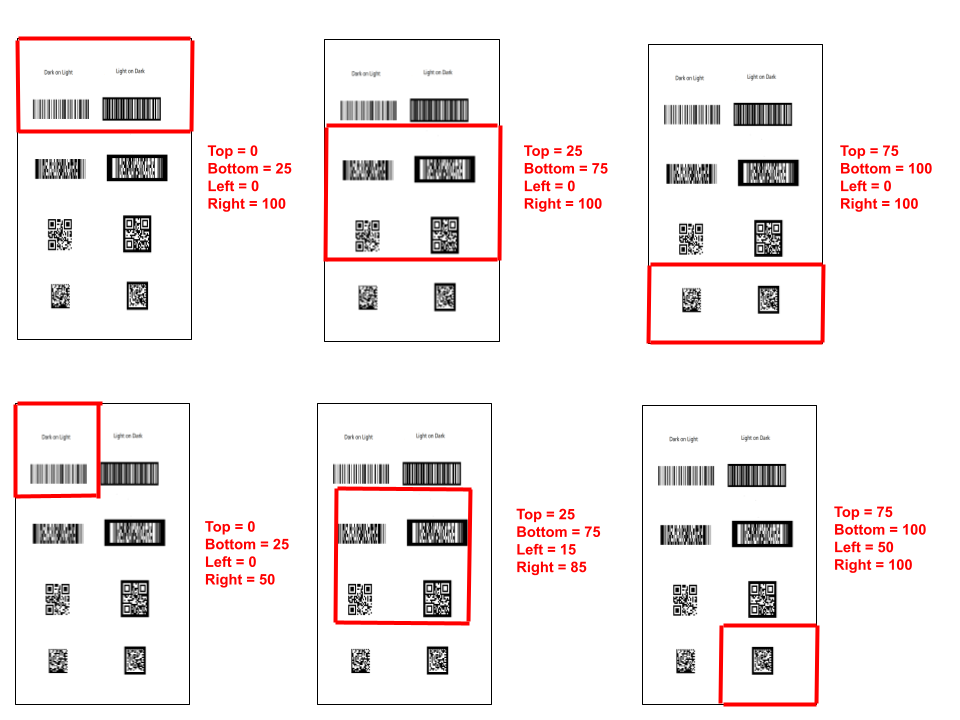 Dark on Light Light on Dark
Top = 0
Bottom = 25
Left = 0
Right = 100
Dark on Light Light on Dark
Top = 25
Bottom = 75
Left = 0
Right = 100
Dark on Light Light on Dark
Top = 75
Bottom = 100
Left = 0
Right = 100
Dark on Light Light on Dark
Top = 0
Bottom = 25
Left = 0
Right = 50
Dark on Light Light on Dark
Top = 25
Bottom = 75
Left = 15
Right = 85
Dark on Light Light on Dark
Top = 75
Bottom = 100
Left = 50
Right = 100